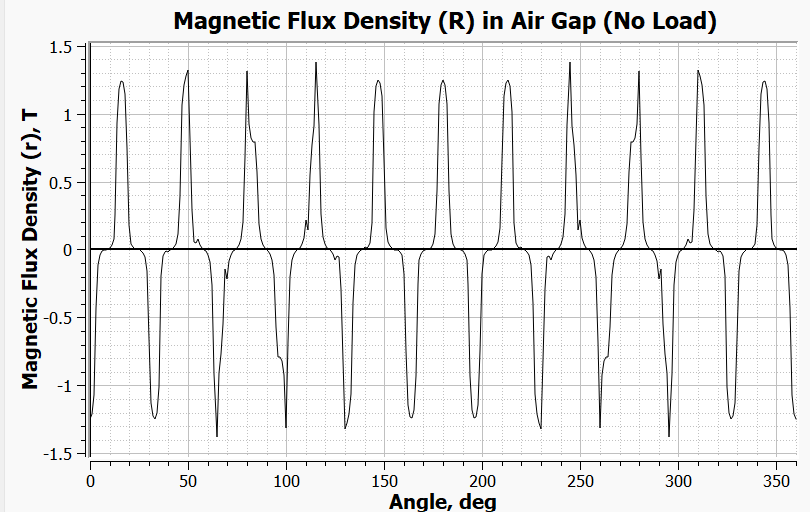 Magnetic Flux Density (R) in Air Gap (No Load)
Magnetic Flux Density (r), T
1.5
1
0.5
0
-0.5
-1
-1.5
0 50 100 150 200 250 300 350
Angle, deg